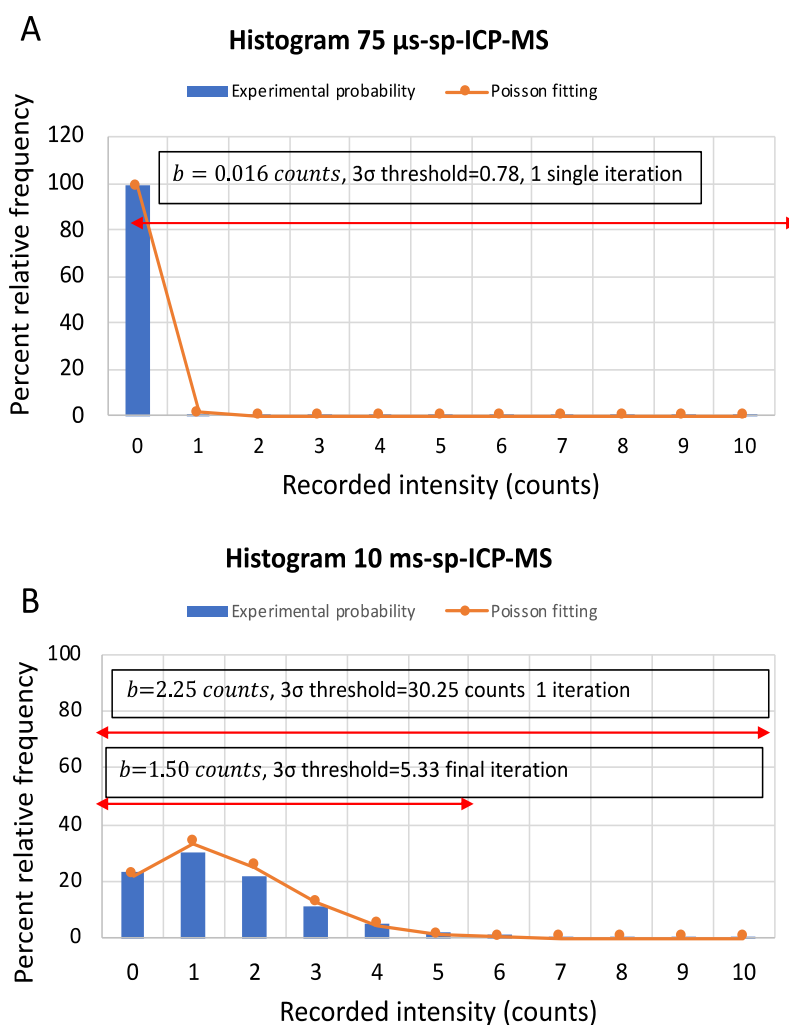 A
Histogram 75 µs-sp-ICP-MS
Experimental probability Poisson fitting
Percent relative frequency
120
100
80
60
40
20
0
b = 0.016 counts, 3σ threshold=0.78, 1 single iteration
0 1 2 3 4 5 6 7 8 9 10
Recorded intensity (counts)
Histogram 10 ms-sp-ICP-MS
B
Experimental probability Poisson fitting
Percent relative frequency
100
80
60
40
20
0
b=2.25 counts, 3σ threshold=30.25 counts 1 iteration
b=1.50 counts, 3σ threshold=5.33 final iteration
0 1 2 3 4 5 6 7 8 9 10
Recorded intensity (counts)